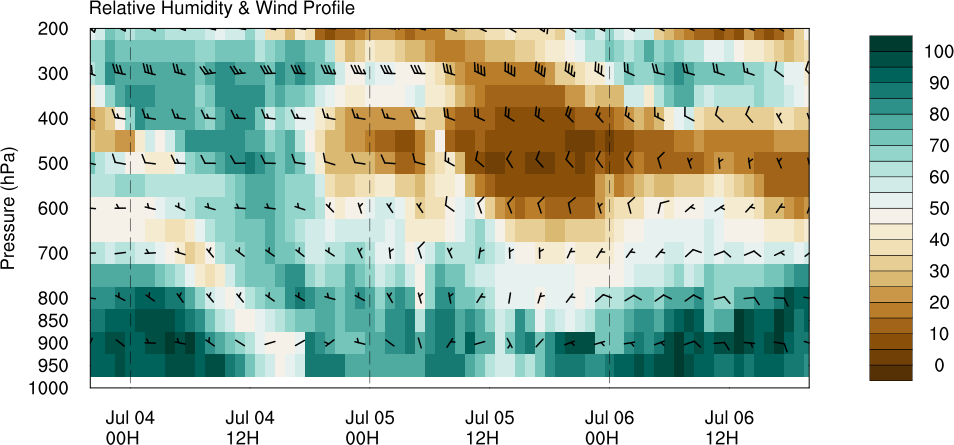 Relative Humidity & Wind Profile
Pressure (hPa)
200
300
400
500
600
700
800
850
900
950
1000
Jul 04 00H
Jul 04 12H
Jul 05 00H
Jul 05 12H
Jul 06 00H
Jul 06 12H
100
90
80
70
60
50
40
30
20
10
0